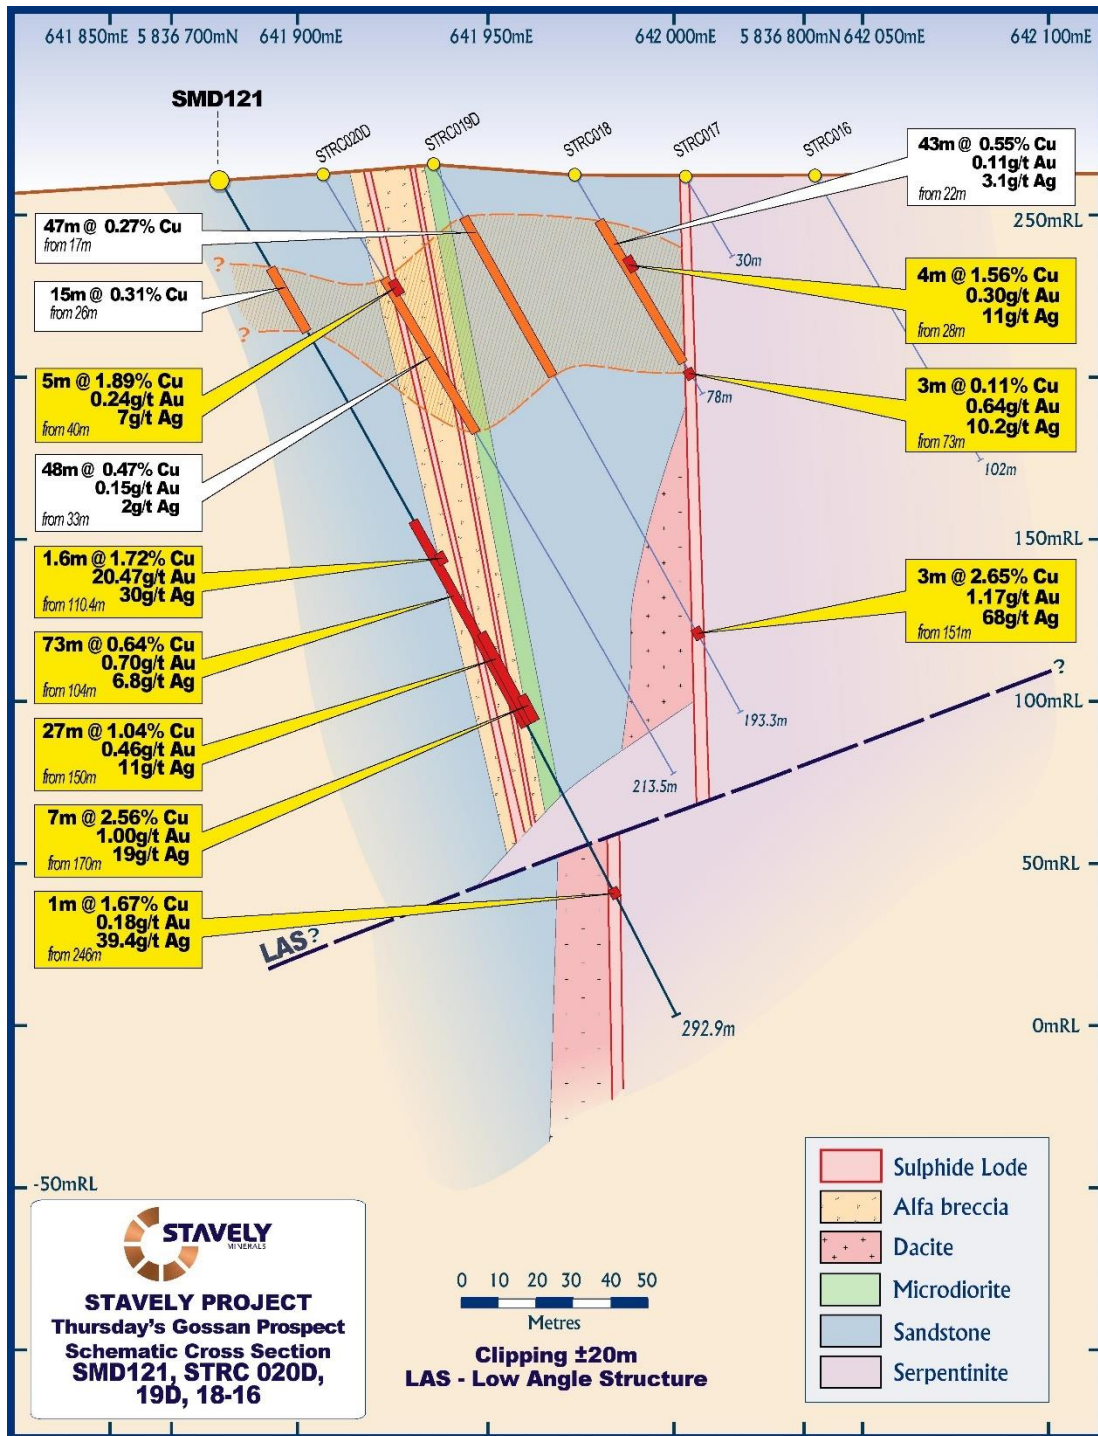 641 850mE 5 836 700mN 641 900mE 641 950mE 642 000mE 5 836 800mN 642 050mE 642 100mE
SMD121
STRC020D
STRC019D
STRC018
STRC017
STRC016
43m @ 0.55% Cu
0.11g/t Au
3.1g/t Ag
from 22m
250mRL
47m @ 0.27% Cu
from 17m
30m
?
15m @ 0.31% Cu
from 26m
?
4m @ 1.56% Cu
0.30g/t Au
11g/t Ag
from 28m
5m @ 1.89% Cu
0.24g/t Au
7g/t Ag
from 40m
78m
3m @ 0.11% Cu
0.64g/t Au
10.2g/t Ag
from 73m
102m
48m @ 0.47% Cu
0.15g/t Au
2g/t Ag
from 33m
150mRL
1.6m @ 1.72% Cu
20.47g/t Au
30g/t Ag
from 110.4m
3m @ 2.65% Cu
1.17g/t Au
68g/t Ag
from 151m
73m @ 0.64% Cu
0.70g/t Au
6.8g/t Ag
from 104m
?
100mRL
193.3m
27m @ 1.04% Cu
0.46g/t Au
11g/t Ag
from 150m
213.5m
7m @ 2.56% Cu
1.00g/t Au
19g/t Ag
from 170m
50mRL
1m @ 1.67% Cu
0.18g/t Au
39.4g/t Ag
from 246m
LAS?
292.9m
0mRL
-50mRL
STAVELY
MINERALS
STAVELY PROJECT
Thursday's Gossan Prospect
Schematic Cross Section
SMD121, STRC 020D,
19D, 18-16
0 10 20 30 40 50
Metres
Clipping ±20m
LAS - Low Angle Structure
Sulphide Lode
Alfa breccia
Dacite
Microdiorite
Sandstone
Serpentinite